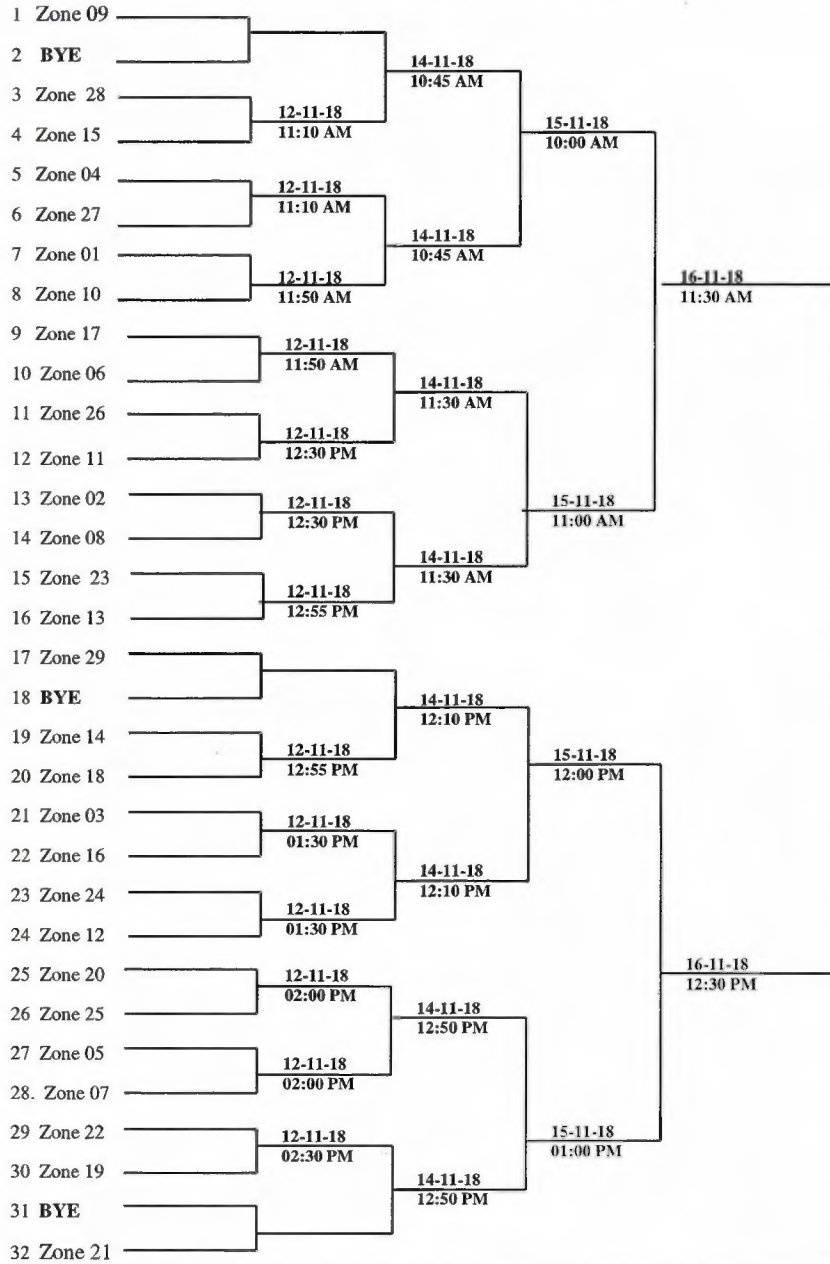 1 Zone 09
2 BYE
3 Zone 28
4 Zone 15
5 Zone 04
6 Zone 27
7 Zone 01
8 Zone 10
9 Zone 17
10 Zone 06
11 Zone 26
12 Zone 11
13 Zone 02
14 Zone 08
15 Zone 23
16 Zone 13
17 Zone 29
18 BYE
19 Zone 14
20 Zone 18
21 Zone 03
22 Zone 16
23 Zone 24
24 Zone 12
25 Zone 20
26 Zone 25
27 Zone 05
28. Zone 07
29 Zone 22
30 Zone 19
31 BYE
32 Zone 21
12-11-18
11:10 AM
12-11-18
11:10 AM
12-11-18
11:50 AM
12-11-18
11:50 AM
12-11-18
12:30 PM
12-11-18
12:30 PM
12-11-18
12:55 PM
12-11-18
12:55 PM
12-11-18
01:30 PM
12-11-18
01:30 PM
12-11-18
02:00 PM
12-11-18
02:00 PM
12-11-18
02:30 PM
14-11-18
10:45 AM
14-11-18
10:45 AM
14-11-18
11:30 AM
14-11-18
11:30 AM
14-11-18
12:10 PM
14-11-18
12:10 PM
14-11-18
12:50 PM
14-11-18
12:50 PM
15-11-18
10:00 AM
15-11-18
11:00 AM
15-11-18
12:00 PM
15-11-18
01:00 PM
16-11-18
11:30 AM
16-11-18
12:30 PM